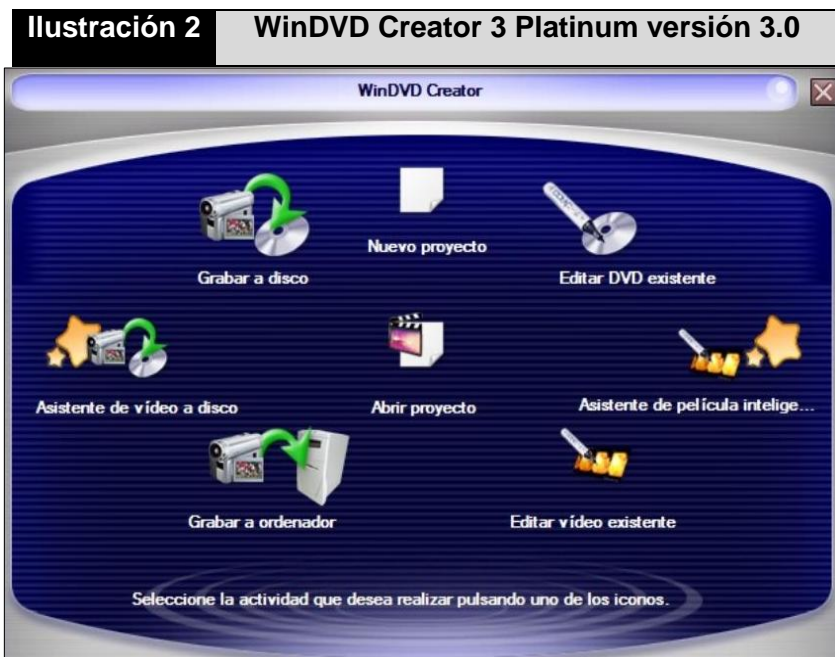 Ilustración 2 WinDVD Creator 3 Platinum versión 3.0
WinDVD Creator
Nuevo proyecto
Grabar a disco
Editar DVD existente
Asistente de vídeo a disco
Abrir proyecto
Asistente de película intelige...
Grabar a ordenador
Editar vídeo existente
Seleccione la actividad que desea realizar pulsando uno de los iconos.